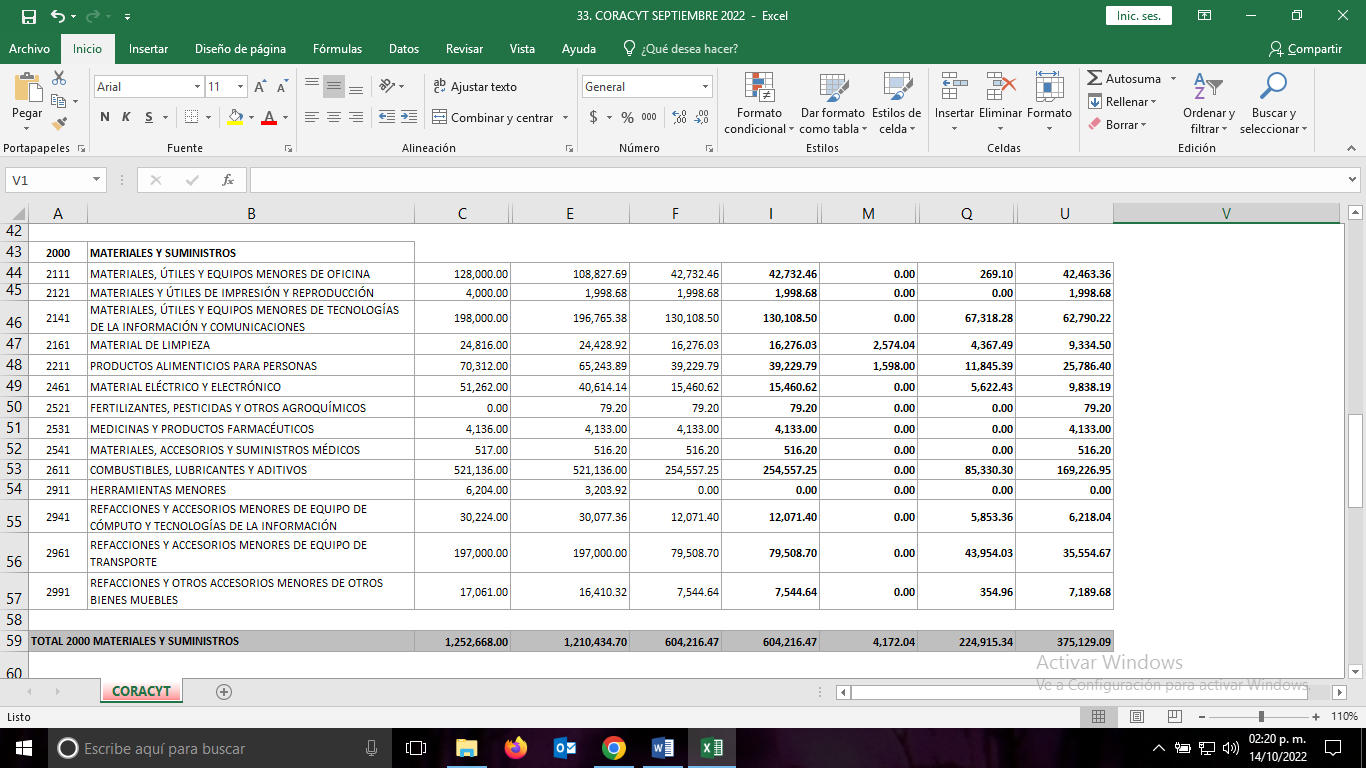 33. CORACYT SEPTIEMBRE 2022 - Excel
Inic. ses.
Archivo Inicio Insertar Diseño de página Fórmulas Datos Revisar Vista Ayuda ¿Qué desea hacer? Compartir
Pegar
Arial 11
N K S
Ajustar texto
Combinar y centrar
General
$ % 000
Formato condicional
Dar formato como tabla
Estilos de celda
Insertar Eliminar Formato
Autosuma
Rellenar
Borrar
Ordenar y filtrar
Buscar y seleccionar
Portapapeles Fuente Alineación Número Estilos Celdas Edición
V1 fx
A B C E F I M Q U V
42
43 2000 MATERIALES Y SUMINISTROS
44 2111 MATERIALES, ÚTILES Y EQUIPOS MENORES DE OFICINA 128,000.00 108,827.69 42,732.46 42,732.46 0.00 269.10 42,463.36
45 2121 MATERIALES Y ÚTILES DE IMPRESIÓN Y REPRODUCCIÓN 4,000.00 1,998.68 1,998.68 1,998.68 0.00 0.00 1,998.68
46 2141 MATERIALES, ÚTILES Y EQUIPOS MENORES DE TECNOLOGÍAS
DE LA INFORMACIÓN Y COMUNICACIONES 198,000.00 196,765.38 130,108.50 130,108.50 0.00 67,318.28 62,790.22
47 2161 MATERIAL DE LIMPIEZA 24,816.00 24,428.92 16,276.03 16,276.03 2,574.04 4,367.49 9,334.50
48 2211 PRODUCTOS ALIMENTICIOS PARA PERSONAS 70,312.00 65,243.89 39,229.79 39,229.79 1,598.00 11,845.39 25,786.40
49 2461 MATERIAL ELÉCTRICO Y ELECTRÓNICO 51,262.00 40,614.14 15,460.62 15,460.62 0.00 5,622.43 9,838.19
50 2521 FERTILIZANTES, PESTICIDAS Y OTROS AGROQUÍMICOS 0.00 79.20 79.20 79.20 0.00 0.00 79.20
51 2531 MEDICINAS Y PRODUCTOS FARMACÉUTICOS 4,136.00 4,133.00 4,133.00 4,133.00 0.00 0.00 4,133.00
52 2541 MATERIALES, ACCESORIOS Y SUMINISTROS MÉDICOS 517.00 516.20 516.20 516.20 0.00 0.00 516.20
53 2611 COMBUSTIBLES, LUBRICANTES Y ADITIVOS 521,136.00 521,136.00 254,557.25 254,557.25 0.00 85,330.30 169,226.95
54 2911 HERRAMIENTAS MENORES 6,204.00 3,203.92 0.00 0.00 0.00 0.00 0.00
55 2941 REFACCIONES Y ACCESORIOS MENORES DE EQUIPO DE
CÓMPUTO Y TECNOLOGÍAS DE LA INFORMACIÓN 30,224.00 30,077.36 12,071.40 12,071.40 0.00 5,853.36 6,218.04
56 2961 REFACCIONES Y ACCESORIOS MENORES DE EQUIPO DE
TRANSPORTE 197,000.00 197,000.00 79,508.70 79,508.70 0.00 43,954.03 35,554.67
57 2991 REFACCIONES Y OTROS ACCESORIOS MENORES DE OTROS
BIENES MUEBLES 17,061.00 16,410.32 7,544.64 7,544.64 0.00 354.96 7,189.68
58
59 TOTAL 2000 MATERIALES Y SUMINISTROS 1,252,668.00 1,210,434.70 604,216.47 604,216.47 4,172.04 224,915.34 375,129.09
60
Activar Windows
Ve a Configuración para activar Windows.
CORACYT
Listo
110%
Escribe aquí para buscar
02:20 p. m.
14/10/2022